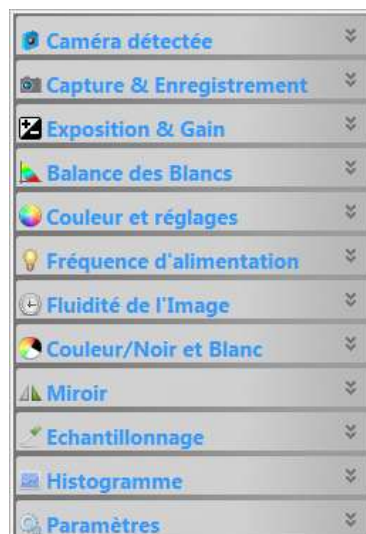 Caméra détectée
Capture & Enregistrement
Exposition & Gain
Balance des Blancs
Couleur et réglages
Fréquence d'alimentation
Fluidité de l'Image
Couleur/Noir et Blanc
Miroir
Echantillonnage
Histogramme
Paramètres